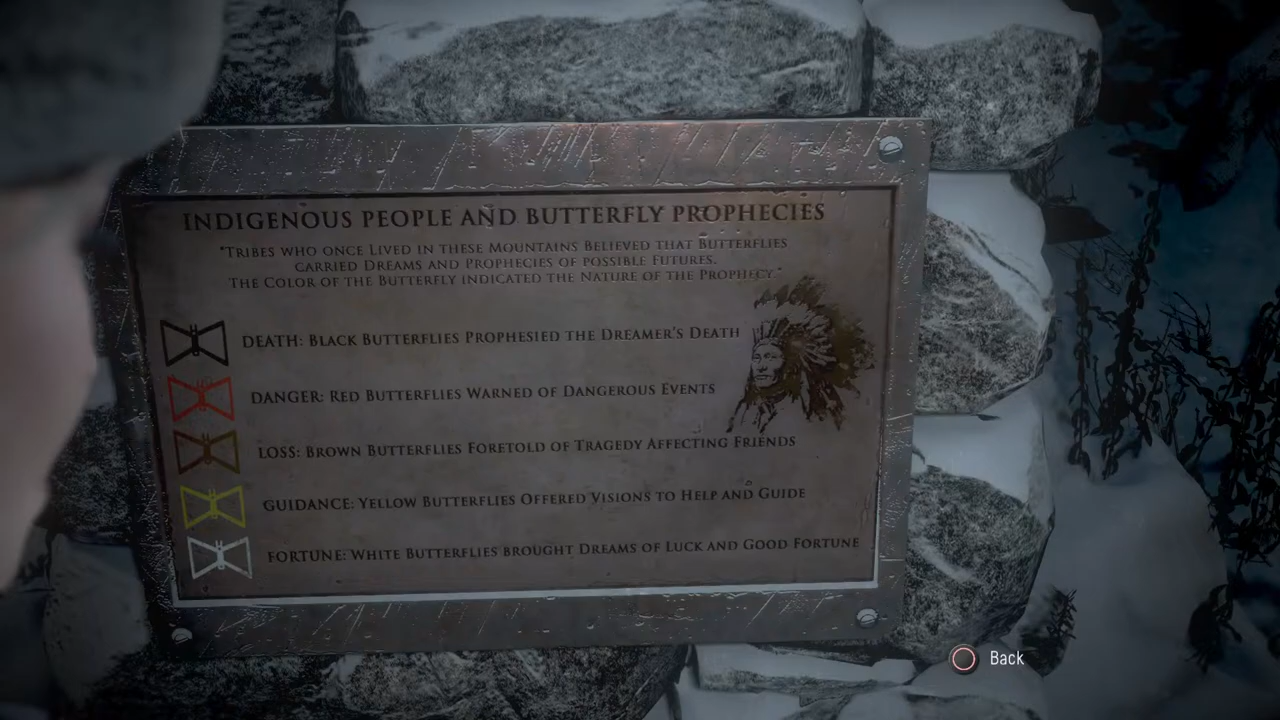 INDIGENOUS PEOPLE AND BUTTERFLY PROPHECIES
"TRIBES WHO ONCE LIVED IN THESE MOUNTAINS BELIEVED THAT BUTTERFLIES
CARRIED DREAMS AND PROPHECIES OF POSSIBLE FUTURES.
THE COLOR OF THE BUTTERFLY INDICATED THE NATURE OF THE PROPHECY."
DEATH: BLACK BUTTERFLIES PROPHESIED THE DREAMER'S DEATH
DANGER: RED BUTTERFLIES WARNED OF DANGEROUS EVENTS
LOSS: BROWN BUTTERFLIES FORETOLD OF TRAGEDY AFFECTING FRIENDS
GUIDANCE: YELLOW BUTTERFLIES OFFERED VISIONS TO HELP AND GUIDE
FORTUNE: WHITE BUTTERFLIES BROUGHT DREAMS OF LUCK AND GOOD FORTUNE
Back